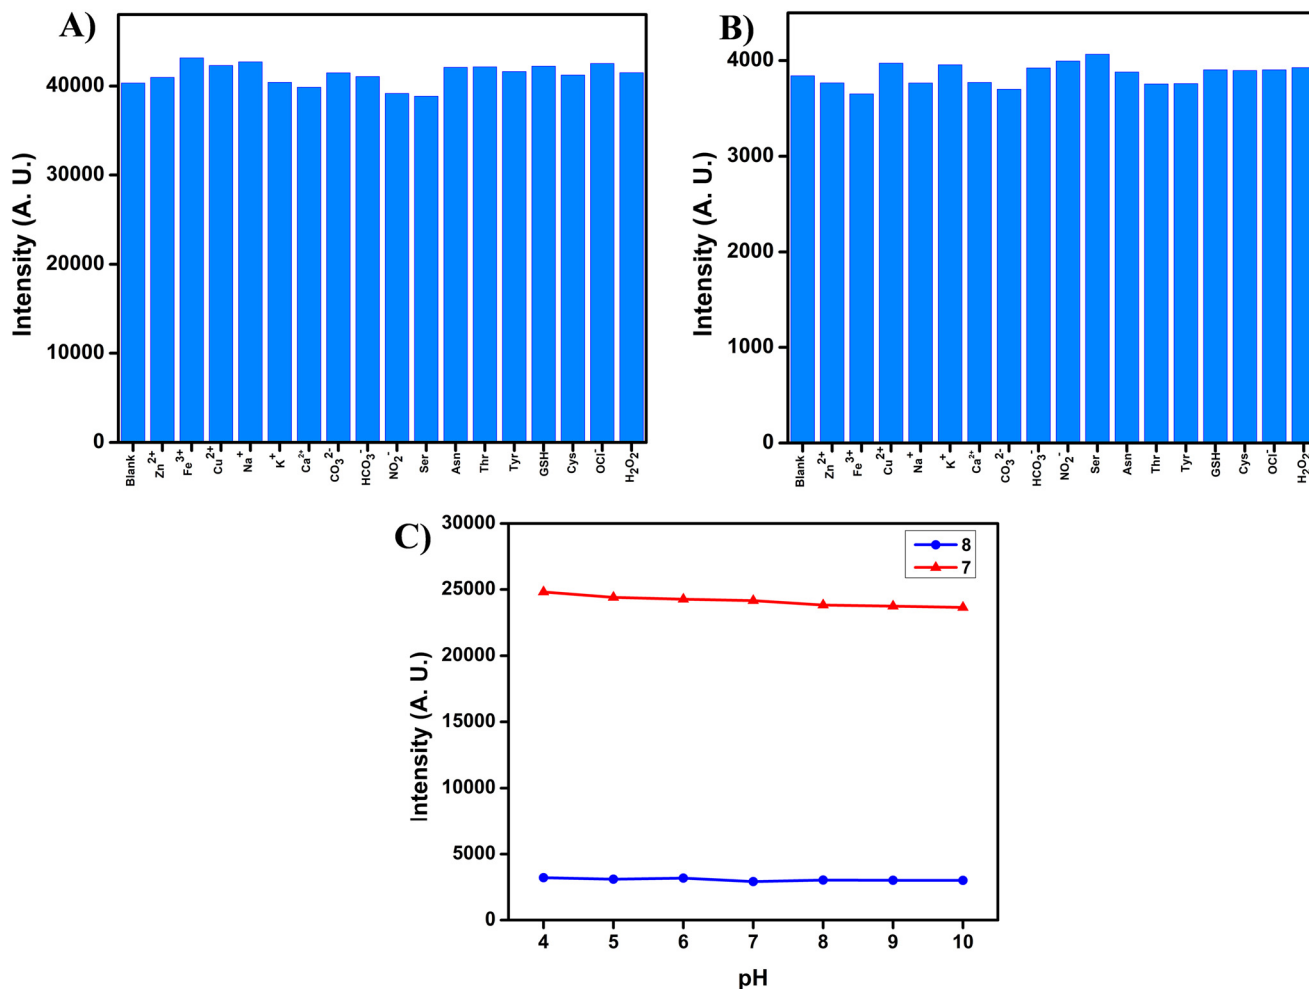 A)
Intensity (A. U.)
40000
30000
20000
10000
0
Blank
Zn2+
Fe3+
Cu2+
Na+
K+
Ca2+
CO32-
HCO3-
NO2-
Ser
Asn
Thr
Tyr
GSH
Cys
OCl-
H2O2
B)
Intensity (A. U.)
4000
3000
2000
1000
0
Blank
Zn2+
Fe3+
Cu2+
Na+
K+
Ca2+
CO32-
HCO3-
NO2-
Ser
Asn
Thr
Tyr
GSH
Cys
OCl-
H2O2
C)
Intensity (A. U.)
30000
25000
20000
15000
10000
5000
0
8
7
4 5 6 7 8 9 10
pH